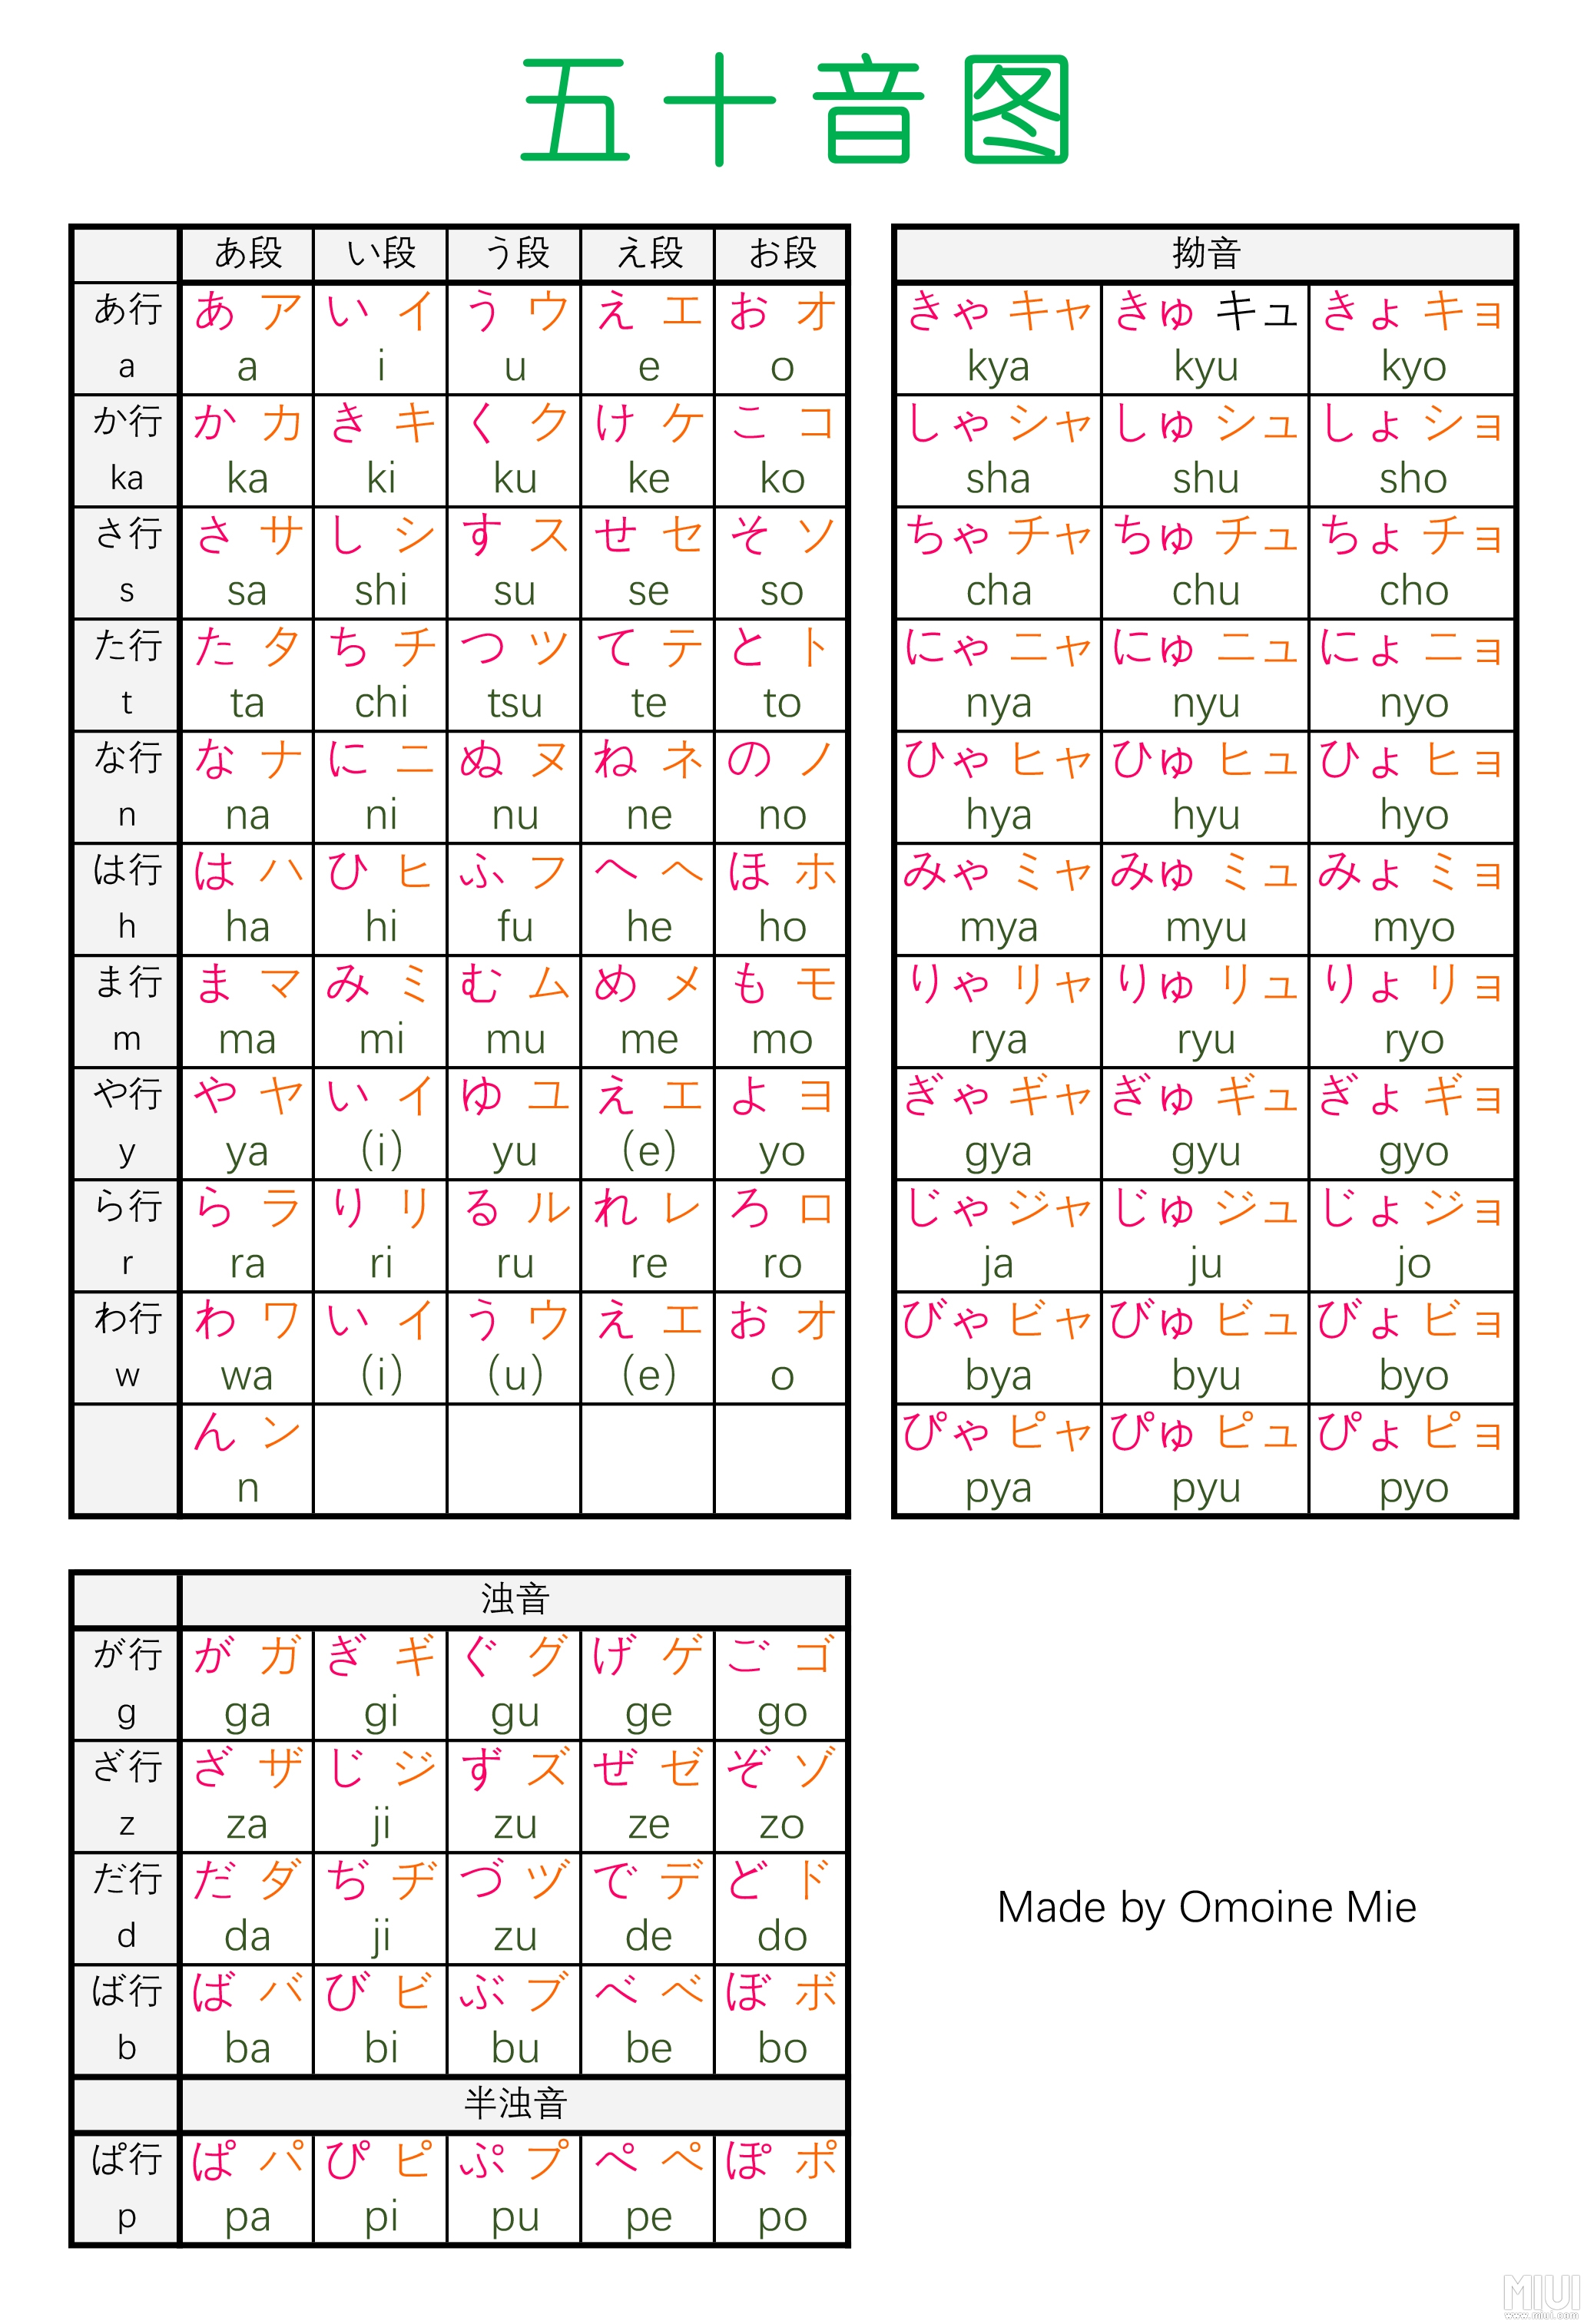 五十音图
あ段 い段 う段 え段 お段
あ行 あ ア い イ う ウ え エ お オ
a a i u e o
か行 か カ き キ く ク け ケ こ コ
ka ka ki ku ke ko
さ行 さ サ し シ す ス せ セ そ ソ
s sa shi su se so
た行 た タ ち チ つ ツ て テ と ト
t ta chi tsu te to
な行 な ナ に ニ ぬ ヌ ね ネ の ノ
n na ni nu ne no
は行 は ハ ひ ヒ ふ フ へ ヘ ほ ホ
h ha hi fu he ho
ま行 ま マ み ミ む ム め メ も モ
m ma mi mu me mo
や行 や ヤ い イ ゆ ユ え エ よ ヨ
y ya (i) yu (e) yo
ら行 ら ラ り リ る ル れ レ ろ ロ
r ra ri ru re ro
わ行 わ ワ い イ う ウ え エ お オ
w wa (i) (u) (e) o
ん ン
n
拗音
きゃ キャ きゅ キュ きょ キョ
kya kyu kyo
しゃ シャ しゅ シュ しょ ショ
sha shu sho
ちゃ チャ ちゅ チュ ちょ チョ
cha chu cho
にゃ ニャ にゅ ニュ にょ ニョ
nya nyu nyo
ひゃ ヒャ ひゅ ヒュ ひょ ヒョ
hya hyu hyo
みゃ ミャ みゅ ミュ みょ ミョ
mya myu myo
りゃ リャ りゅ リュ りょ リョ
rya ryu ryo
ぎゃ ギャ ぎゅ ギュ ぎょ ギョ
gya gyu gyo
じゃ ジャ じゅ ジュ じょ ジョ
ja ju jo
びゃ ビャ びゅ ビュ びょ ビョ
bya byu byo
ぴゃ ピャ ぴゅ ピュ ぴょ ピョ
pya pyu pyo
浊音
が行 が ガ ぎ ギ ぐ グ げ ゲ ご ゴ
g ga gi gu ge go
ざ行 ざ ザ じ ジ ず ズ ぜ ゼ ぞ ゾ
z za ji zu ze zo
だ行 だ ダ ぢ ヂ づ ヅ で デ ど ド
d da ji zu de do
ば行 ば バ び ビ ぶ ブ べ ベ ぼ ボ
b ba bi bu be bo
半浊音
ぱ行 ぱ パ ぴ ピ ぷ プ ぺ ペ ぽ ポ
p pa pi pu pe po
Made by Omoine Mie
MIUI
www.miui.com